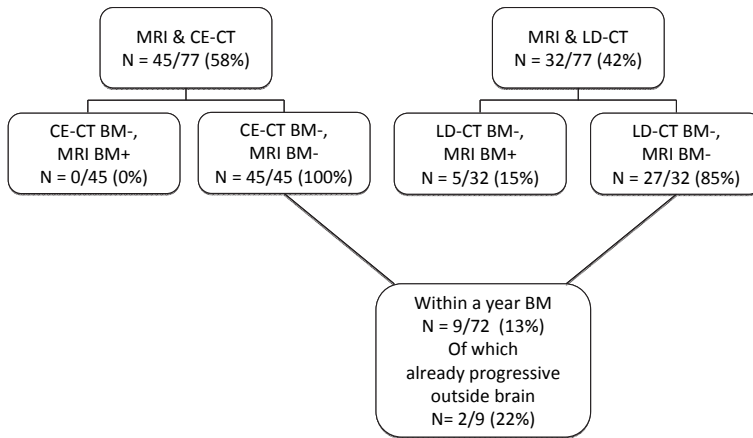 MRI & CE-CT
N = 45/77 (58%)
MRI & LD-CT
N = 32/77 (42%)
CE-CT BM-,
MRI BM+
N = 0/45 (0%)
CE-CT BM-,
MRI BM-
N = 45/45 (100%)
LD-CT BM-,
MRI BM+
N = 5/32 (15%)
LD-CT BM-,
MRI BM-
N = 27/32 (85%)
Within a year BM
N = 9/72 (13%)
Of which
already progressive
outside brain
N= 2/9 (22%)